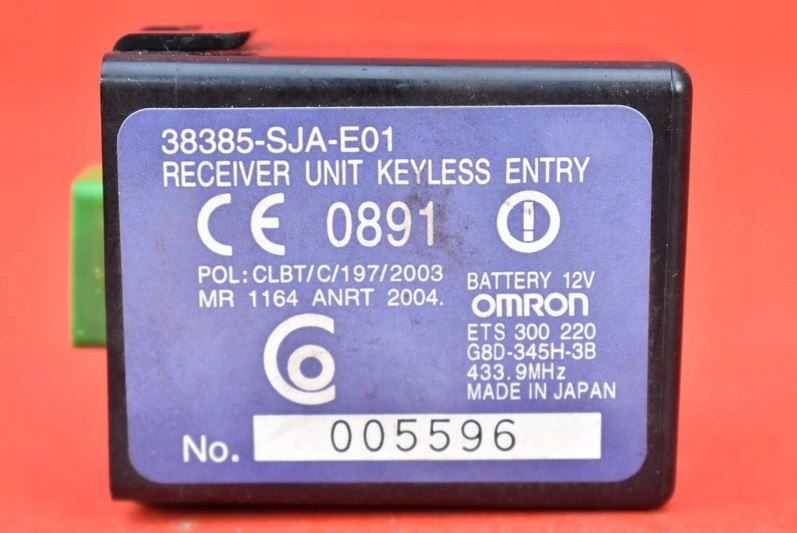 38385-SJA-E01
RECEIVER UNIT KEYLESS ENTRY
CE 0891
POL: CLBT/C/197/2003
MR 1164 ANRT 2004.
BATTERY 12V
OMRON
ETS 300 220
G8D-345H-3B
433.9MHz
MADE IN JAPAN
No. 005596